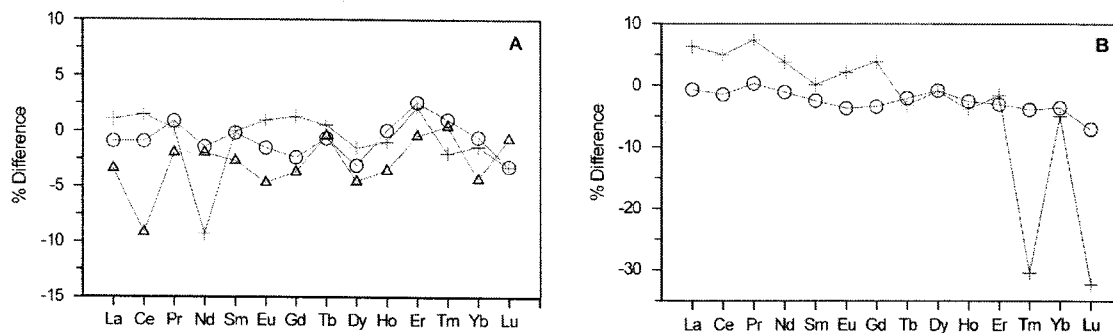 A
% Difference
10
5
0
-5
-10
-15
La Ce Pr Nd Sm Eu Gd Tb Dy Ho Er Tm Yb Lu
B
% Difference
10
0
-10
-20
-30
La Ce Pr Nd Sm Eu Gd Tb Dy Ho Er Tm Yb Lu